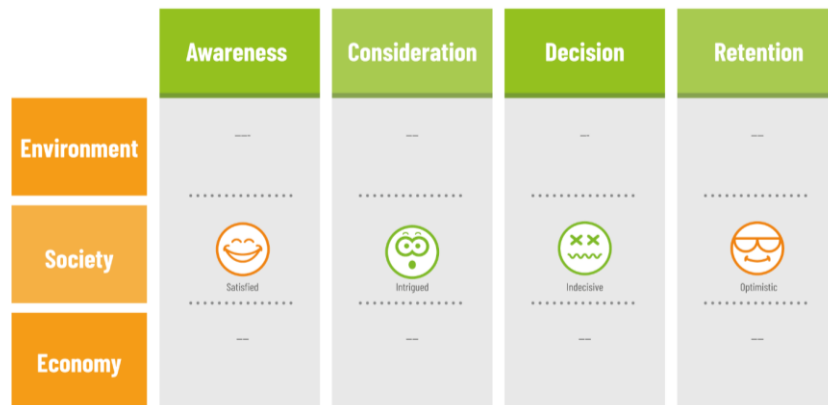 Awareness Consideration Decision Retention
Environment — — — —
Society
Satisfied Intrigued Indecisive Optimistic
Economy — — — —